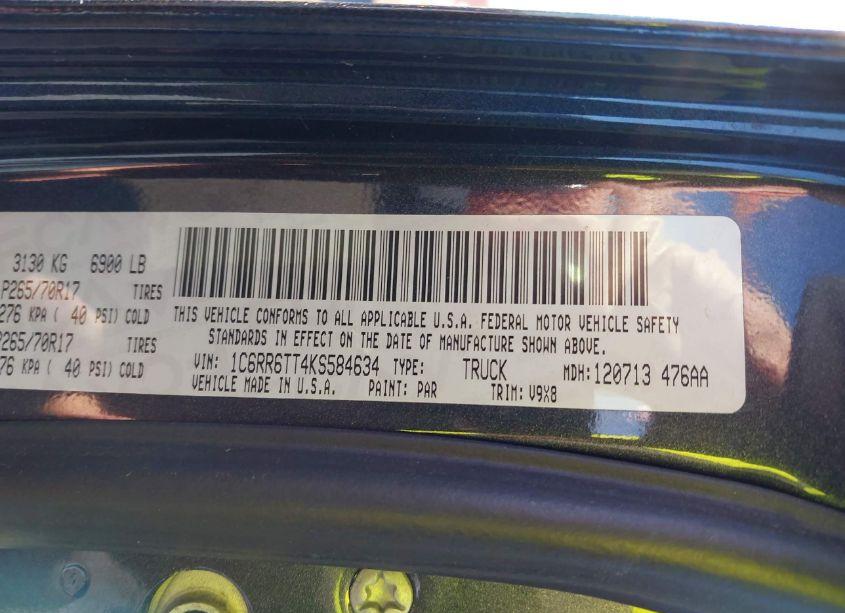 3130 KG 6900 LB
P265/70R17 TIRES
276 KPA ( 40 PSI) COLD
P265/70R17 TIRES
76 KPA ( 40 PSI) COLD
THIS VEHICLE CONFORMS TO ALL APPLICABLE U.S.A. FEDERAL MOTOR VEHICLE SAFETY
STANDARDS IN EFFECT ON THE DATE OF MANUFACTURE SHOWN ABOVE.
VIN: 1C6RR6TT4KS584634 TYPE: TRUCK MDH: 120713 476AA
VEHICLE MADE IN U.S.A. PAINT: PAR TRIM: V9X8